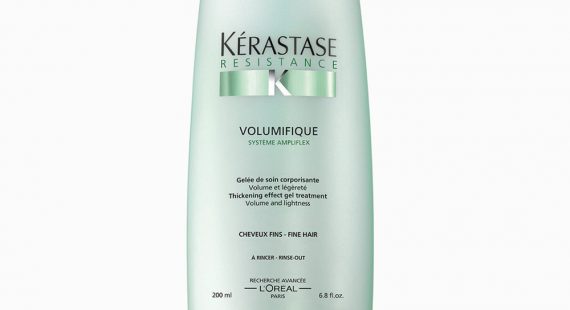 KÉRASTASE
RESISTANCE
K
VOLUMIFIQUE
SYSTÈME AMPLIFLEX
Gelée de soin corporisante
Volume et légèreté
Thickening effect gel treatment
Volume and lightness
CHEVEUX FINS - FINE HAIR
À RINCER - RINSE-OUT
RECHERCHE AVANCÉE
L'ORÉAL
PARIS
200 ml 6.8 fl.oz.